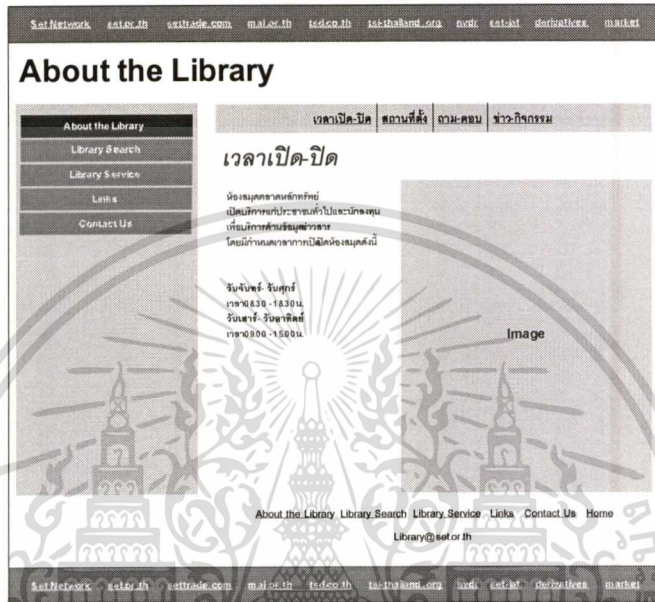 Set Network set.or.th settrade.com mai.or.th tsd.co.th tsi-thailand.org nvdr set-jat derivatives market
About the Library
เวลาเปิด-ปิด สถานที่ตั้ง ถาม-ตอบ ข่าว-กิจกรรม
About the Library
Library Search
Library Service
Links
Contact Us
เวลาเปิด-ปิด
ห้องสมุดตลาดหลักทรัพย์
เปิดบริการแก่ประชาชนทั่วไปและนักลงทุน
เพื่อบริการด้านข้อมูลข่าวสาร
โดยมีกำหนดเวลาการเปิดปิดห้องสมุดดังนี้
วันจันทร์- วันศุกร์
เวลา 08.30 - 18.30 น.
วันเสาร์- วันอาทิตย์
เวลา 09.00 - 15.00 น.
Image
About the Library Library Search Library Service Links Contact Us Home
Library@set.or.th
Set Network set.or.th settrade.com mai.or.th tsd.co.th tsi-thailand.org nvdr set-jat derivatives market